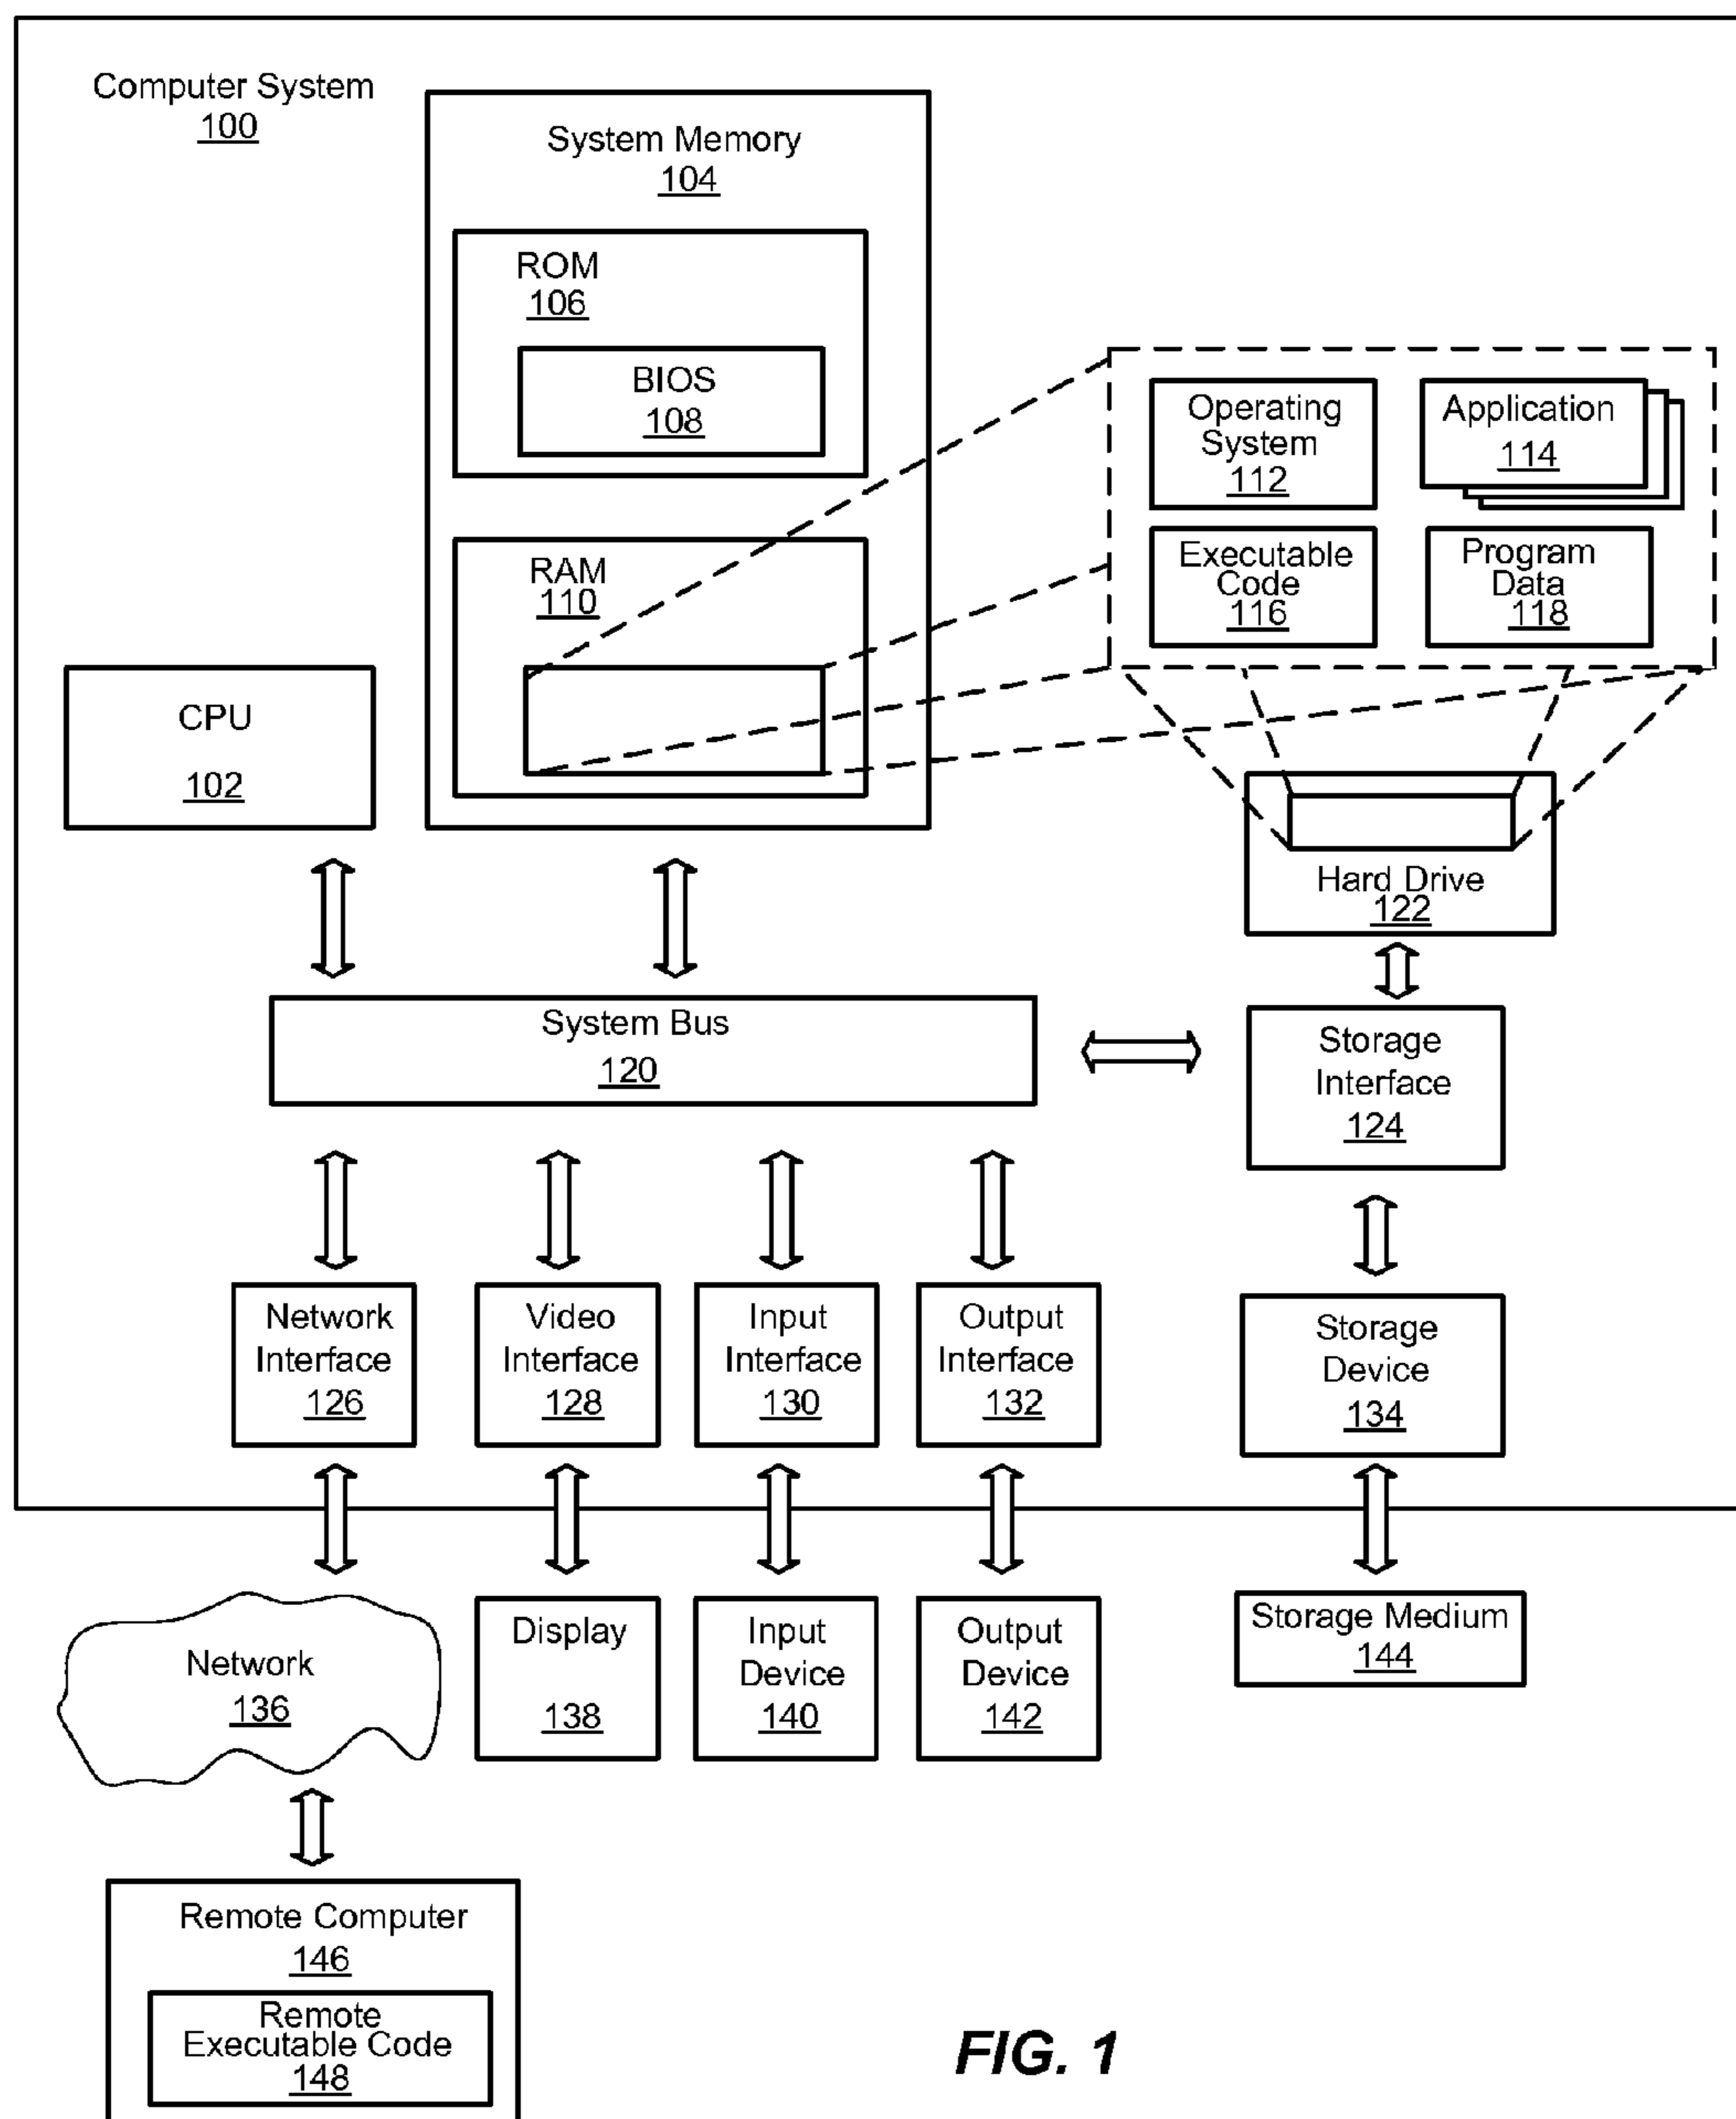 Computer System
100
System Memory
104
ROM
106
BIOS
108
RAM
110
Operating
System
112
Application
114
Executable
Code
116
Program
Data
118
CPU
102
Hard Drive
122
System Bus
120
Storage
Interface
124
Network
Interface
126
Video
Interface
128
Input
Interface
130
Output
Interface
132
Storage
Device
134
Network
136
Display
138
Input
Device
140
Output
Device
142
Storage Medium
144
Remote Computer
146
Remote
Executable Code
148
FIG. 1